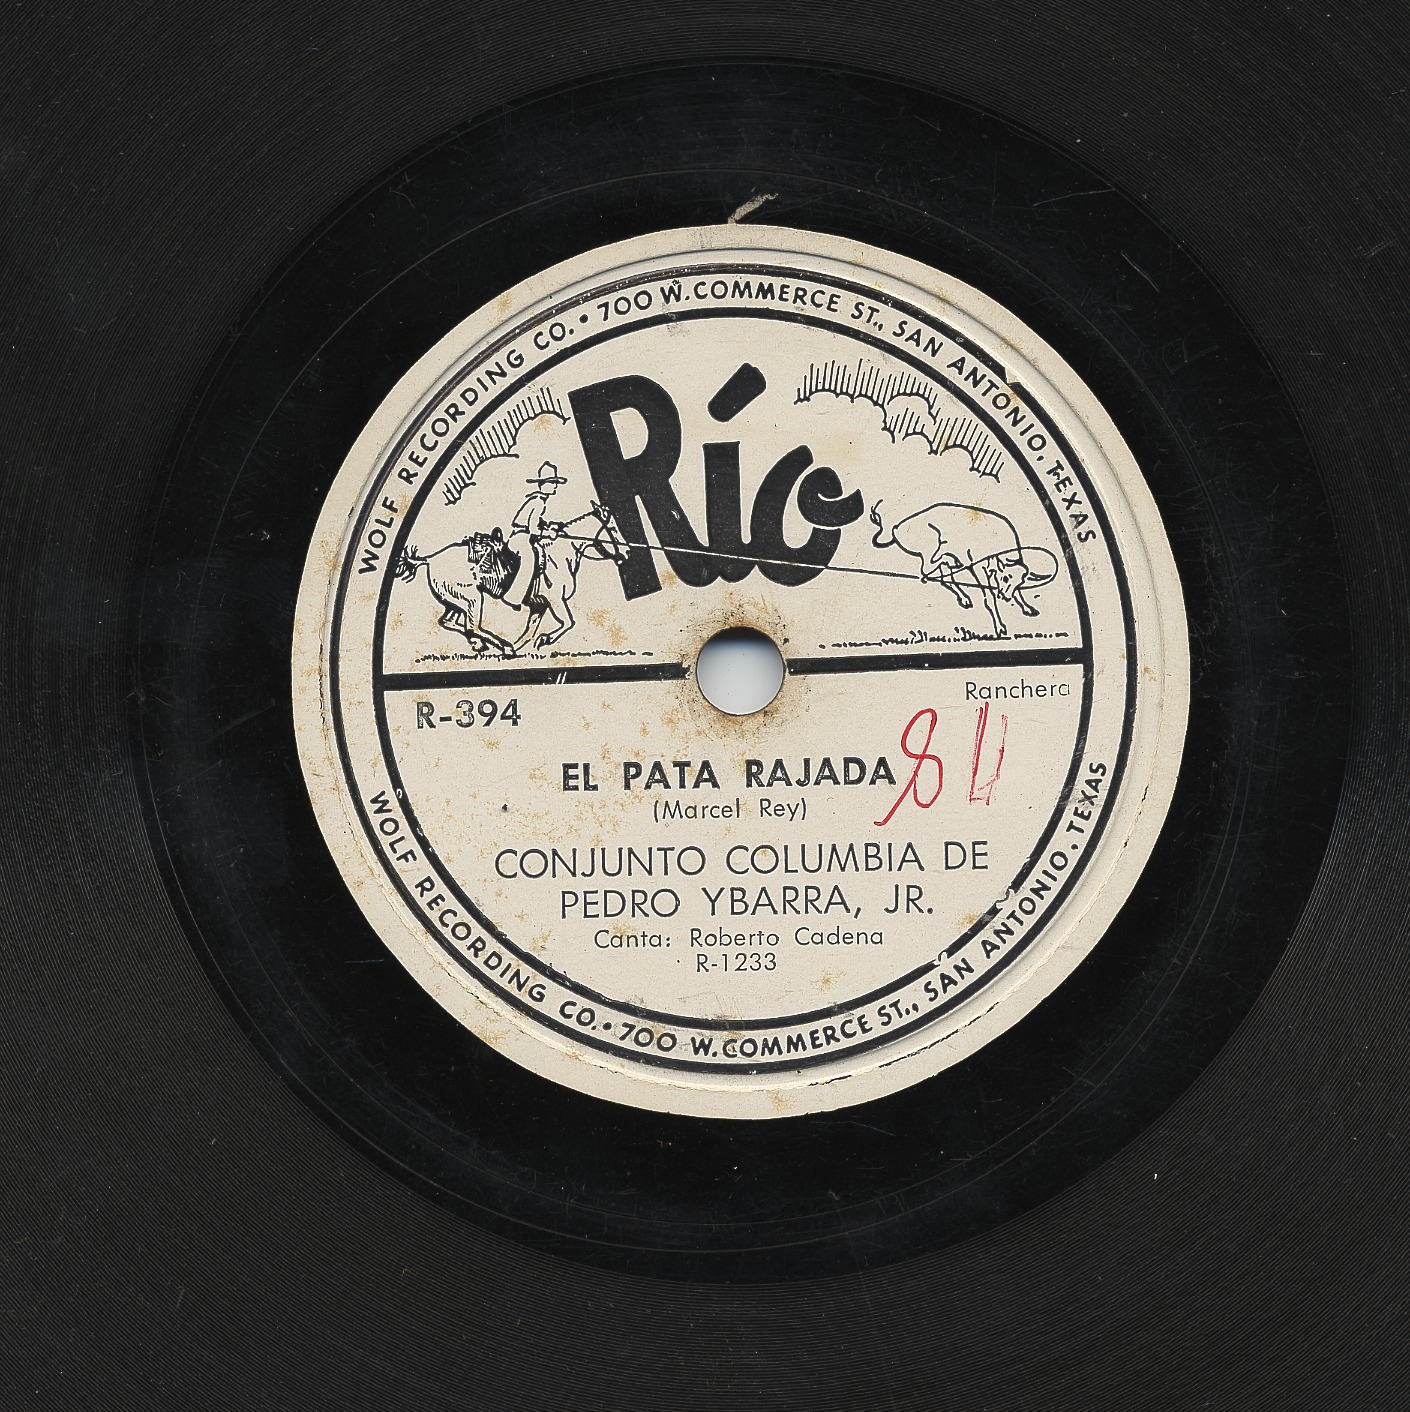 WOLF RECORDING CO. • 700 W. COMMERCE ST., SAN ANTONIO, TEXAS
Río
R-394
Ranchera
EL PATA RAJADA
(Marcel Rey)
CONJUNTO COLUMBIA DE
PEDRO YBARRA, JR.
Canta: Roberto Cadena
R-1233
WOLF RECORDING CO. • 700 W. COMMERCE ST., SAN ANTONIO, TEXAS